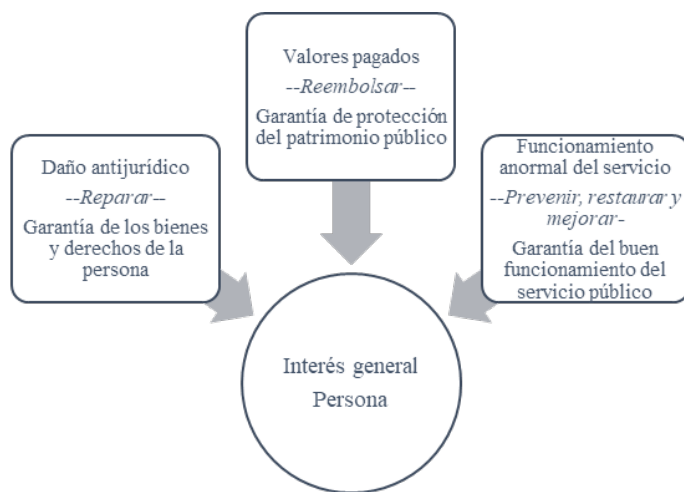 Valores pagados
--Reembolsar--
Garantía de protección
del patrimonio público
Daño antijurídico
--Reparar--
Garantía de los bienes
y derechos de la
persona
Funcionamiento
anormal del servicio
--Prevenir, restaurar y
mejorar-
Garantía del buen
funcionamiento del
servicio público
Interés general
Persona